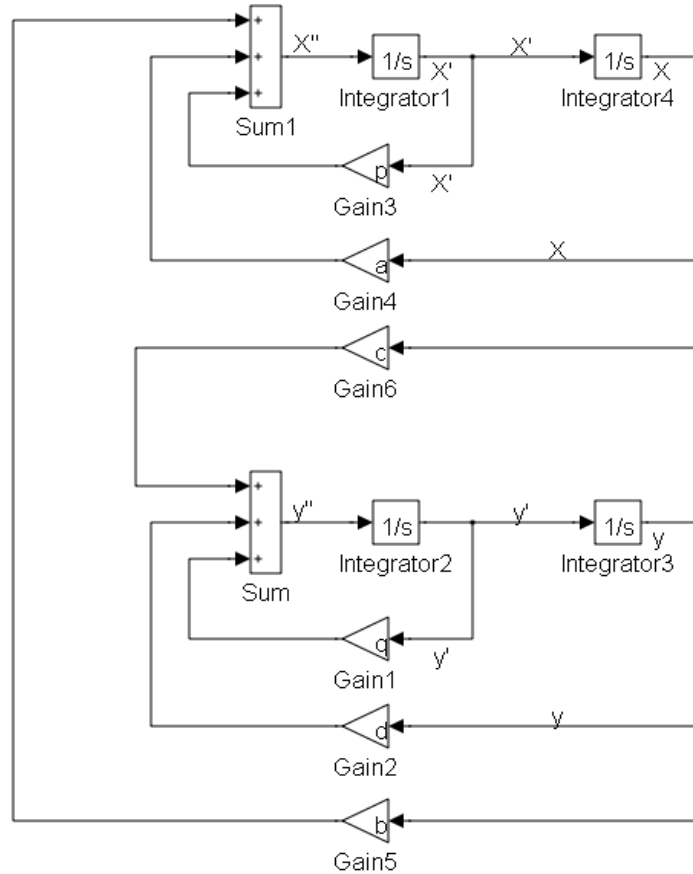 +
+
+
X"
1/s
X'
X'
1/s
X
Sum1
Integrator1
Integrator4
p
X'
Gain3
X
a
Gain4
c
Gain6
+
+
+
y"
1/s
y'
1/s
y
Sum
Integrator2
Integrator3
q
y'
Gain1
y
d
Gain2
b
Gain5